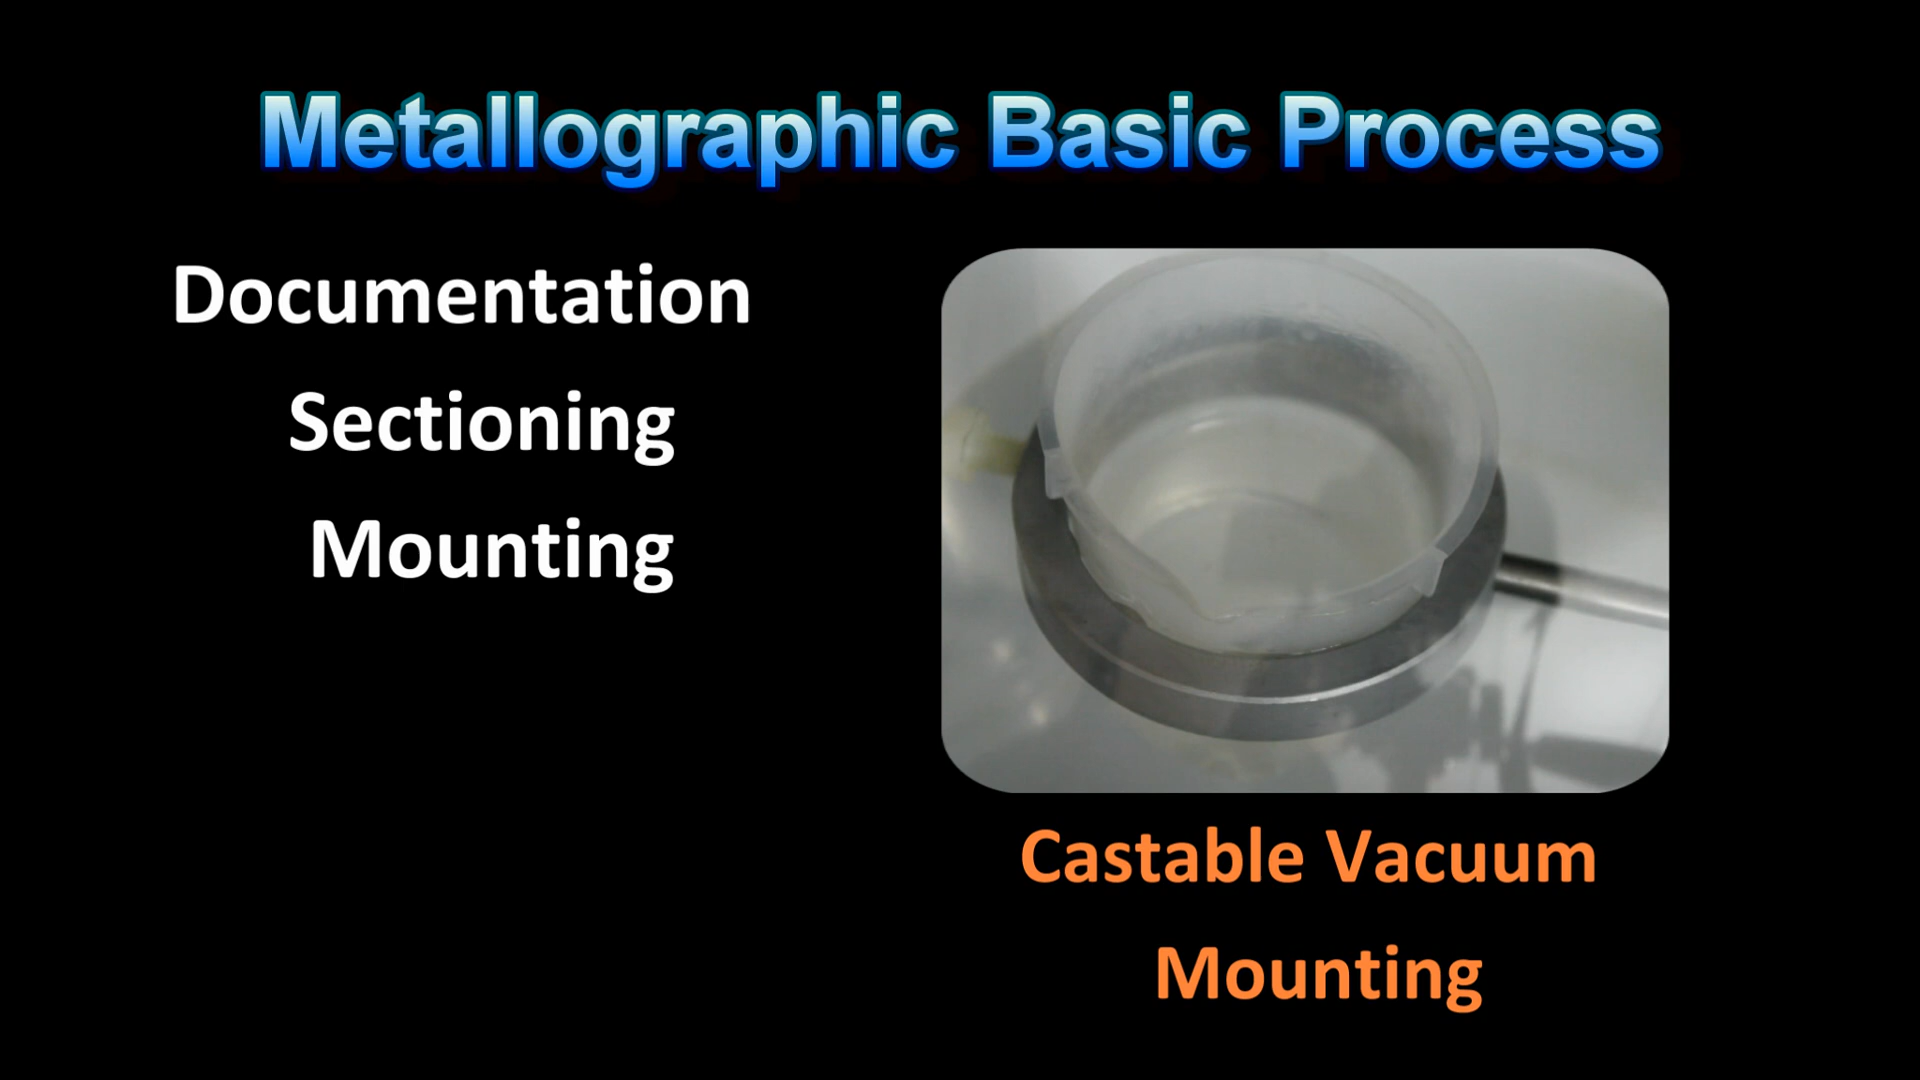 Metallographic Basic Process
Documentation
Sectioning
Mounting
Castable Vacuum
Mounting